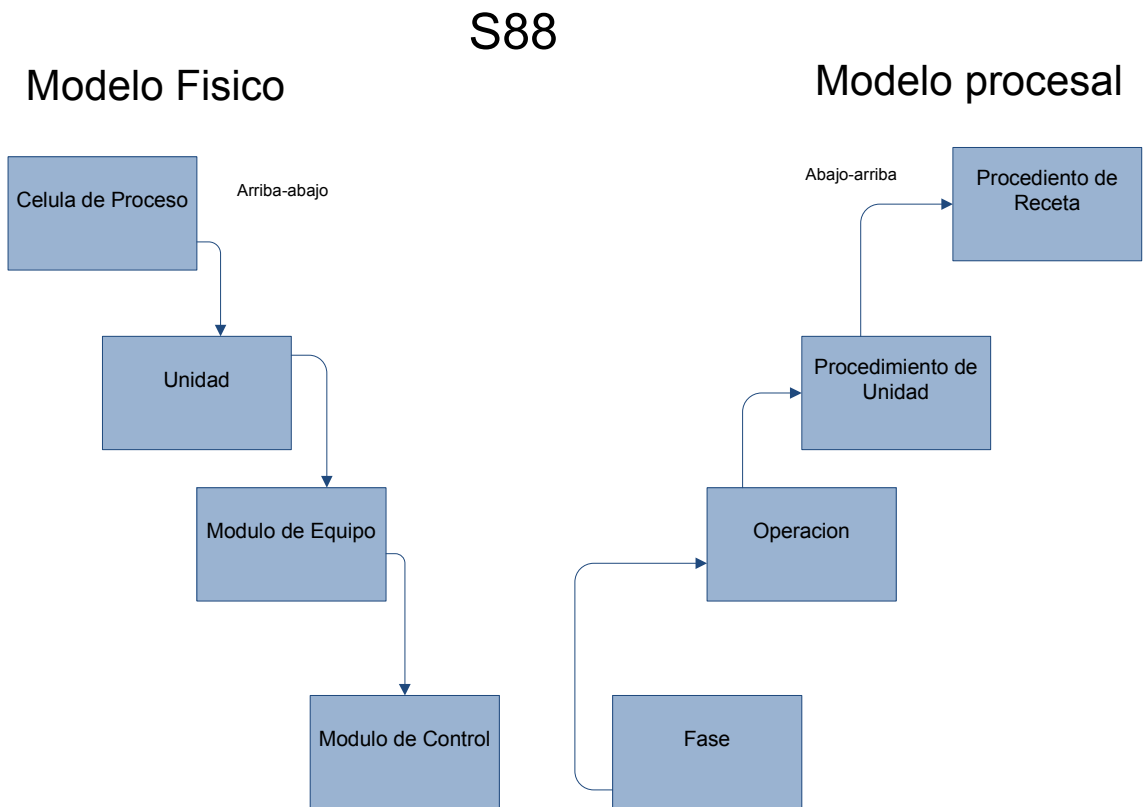 S88
Modelo Fisico
Modelo procesal
Celula de Proceso
Arriba-abajo
Unidad
Modulo de Equipo
Modulo de Control
Abajo-arriba
Procediento de
Receta
Procedimiento de
Unidad
Operacion
Fase